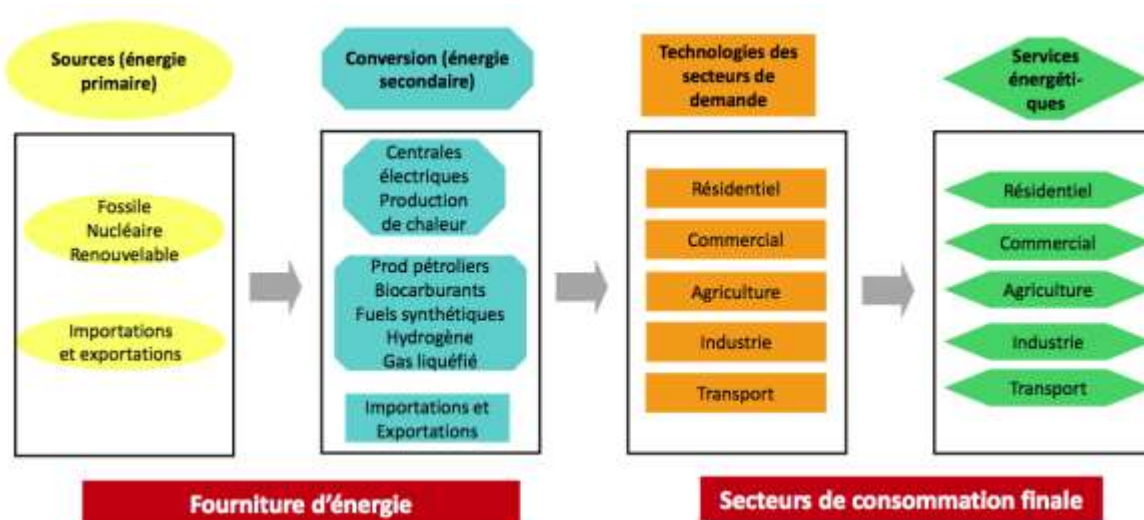 Sources (énergie
primaire)
Fossile
Nucléaire
Renouvelable
Importations
et exportations
Conversion (énergie
secondaire)
Centrales
électriques
Production
de chaleur
Prod pétroliers
Biocarburants
Fuels synthétiques
Hydrogène
Gas liquéfié
Importations et
Exportations
Technologies des
secteurs de
demande
Résidentiel
Commercial
Agriculture
Industrie
Transport
Services
énergéti-
ques
Résidentiel
Commercial
Agriculture
Industrie
Transport
Fourniture d’énergie
Secteurs de consommation finale